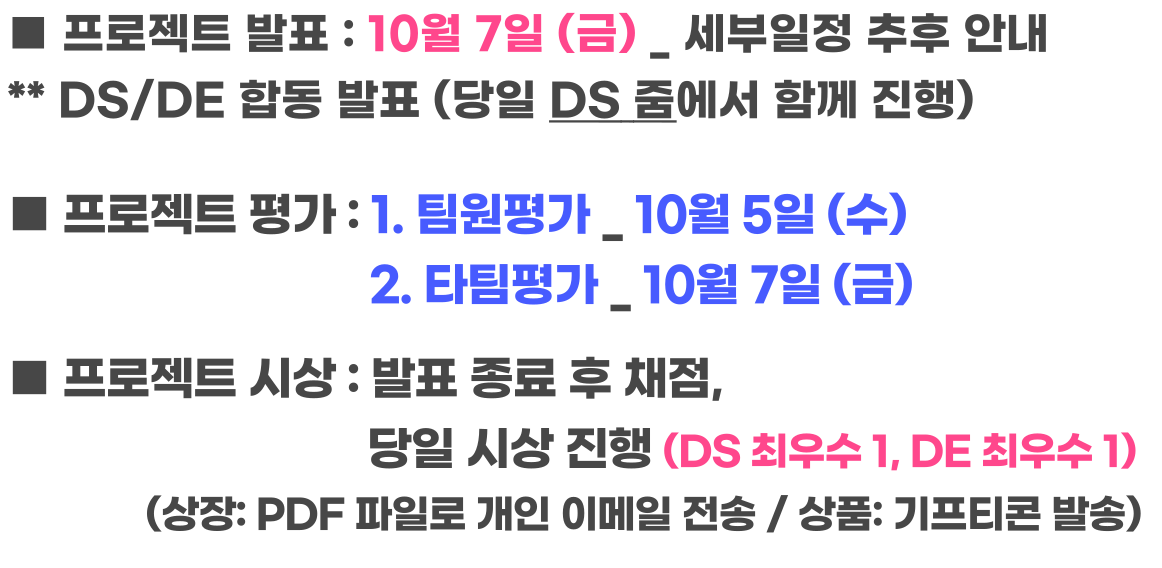 ■ 프로젝트 발표 : 10월 7일 (금) _ 세부일정 추후 안내
** DS/DE 합동 발표 (당일 DS 줌에서 함께 진행)
■ 프로젝트 평가 : 1. 팀원평가 _ 10월 5일 (수)
2. 타팀평가 _ 10월 7일 (금)
■ 프로젝트 시상 : 발표 종료 후 채점,
당일 시상 진행 (DS 최우수 1, DE 최우수 1)
(상장: PDF 파일로 개인 이메일 전송 / 상품: 기프티콘 발송)